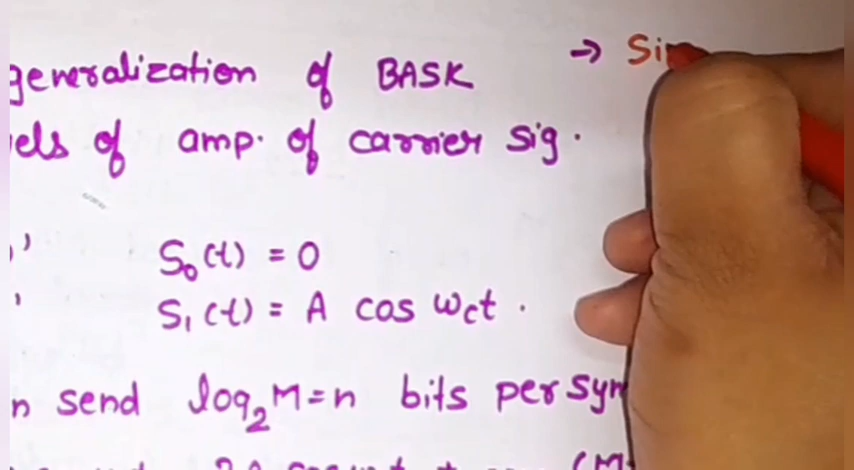 generalization of BASK → Si
els of amp. of carrier sig.
' S₀(t) = 0
' S₁(t) = A cos ωct.
n send log₂M=n bits per sym